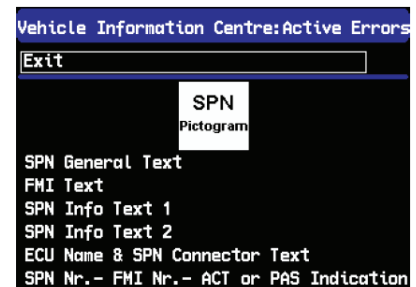 Vehicle Information Centre:Active Errors
Exit
SPN
Pictogram
SPN General Text
FMI Text
SPN Info Text 1
SPN Info Text 2
ECU Name & SPN Connector Text
SPN Nr.- FMI Nr.- ACT or PAS Indication